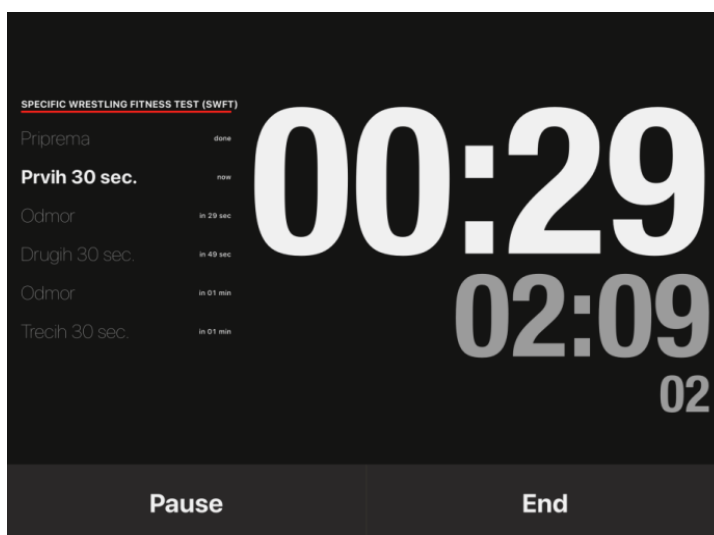 SPECIFIC WRESTLING FITNESS TEST (SWFT)
Priprema done
Prvih 30 sec. now
Odmor in 29 sec
Drugih 30 sec. in 49 sec
Odmor in 01 min
Trecih 30 sec. in 01 min
00:29
02:09
02
Pause End